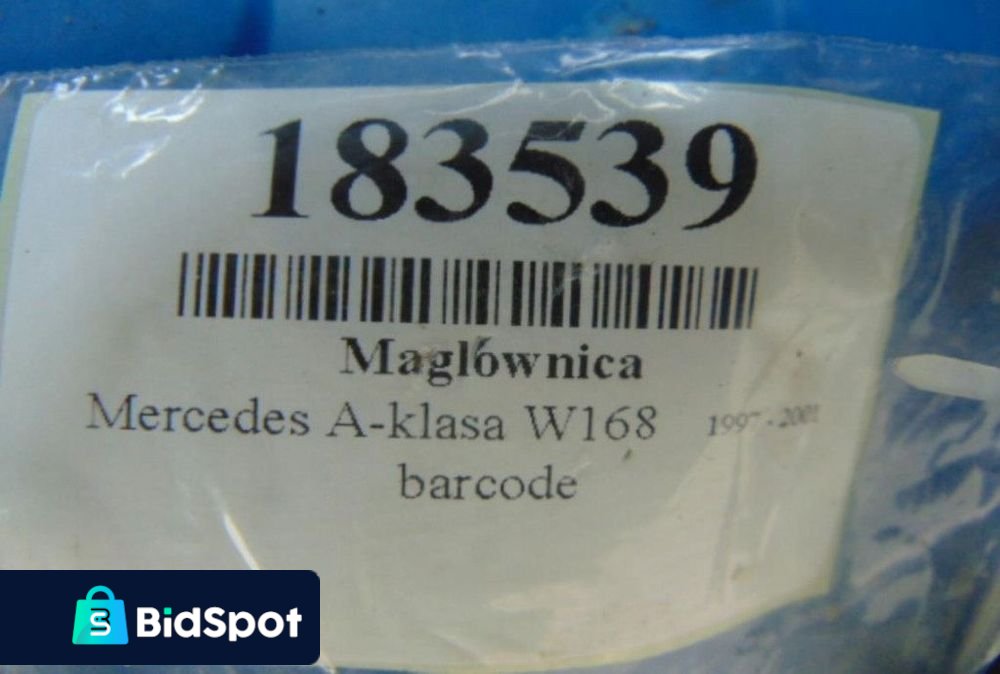 183539
Maglównica
Mercedes A-klasa W168 1997-2001
barcode
BidSpot